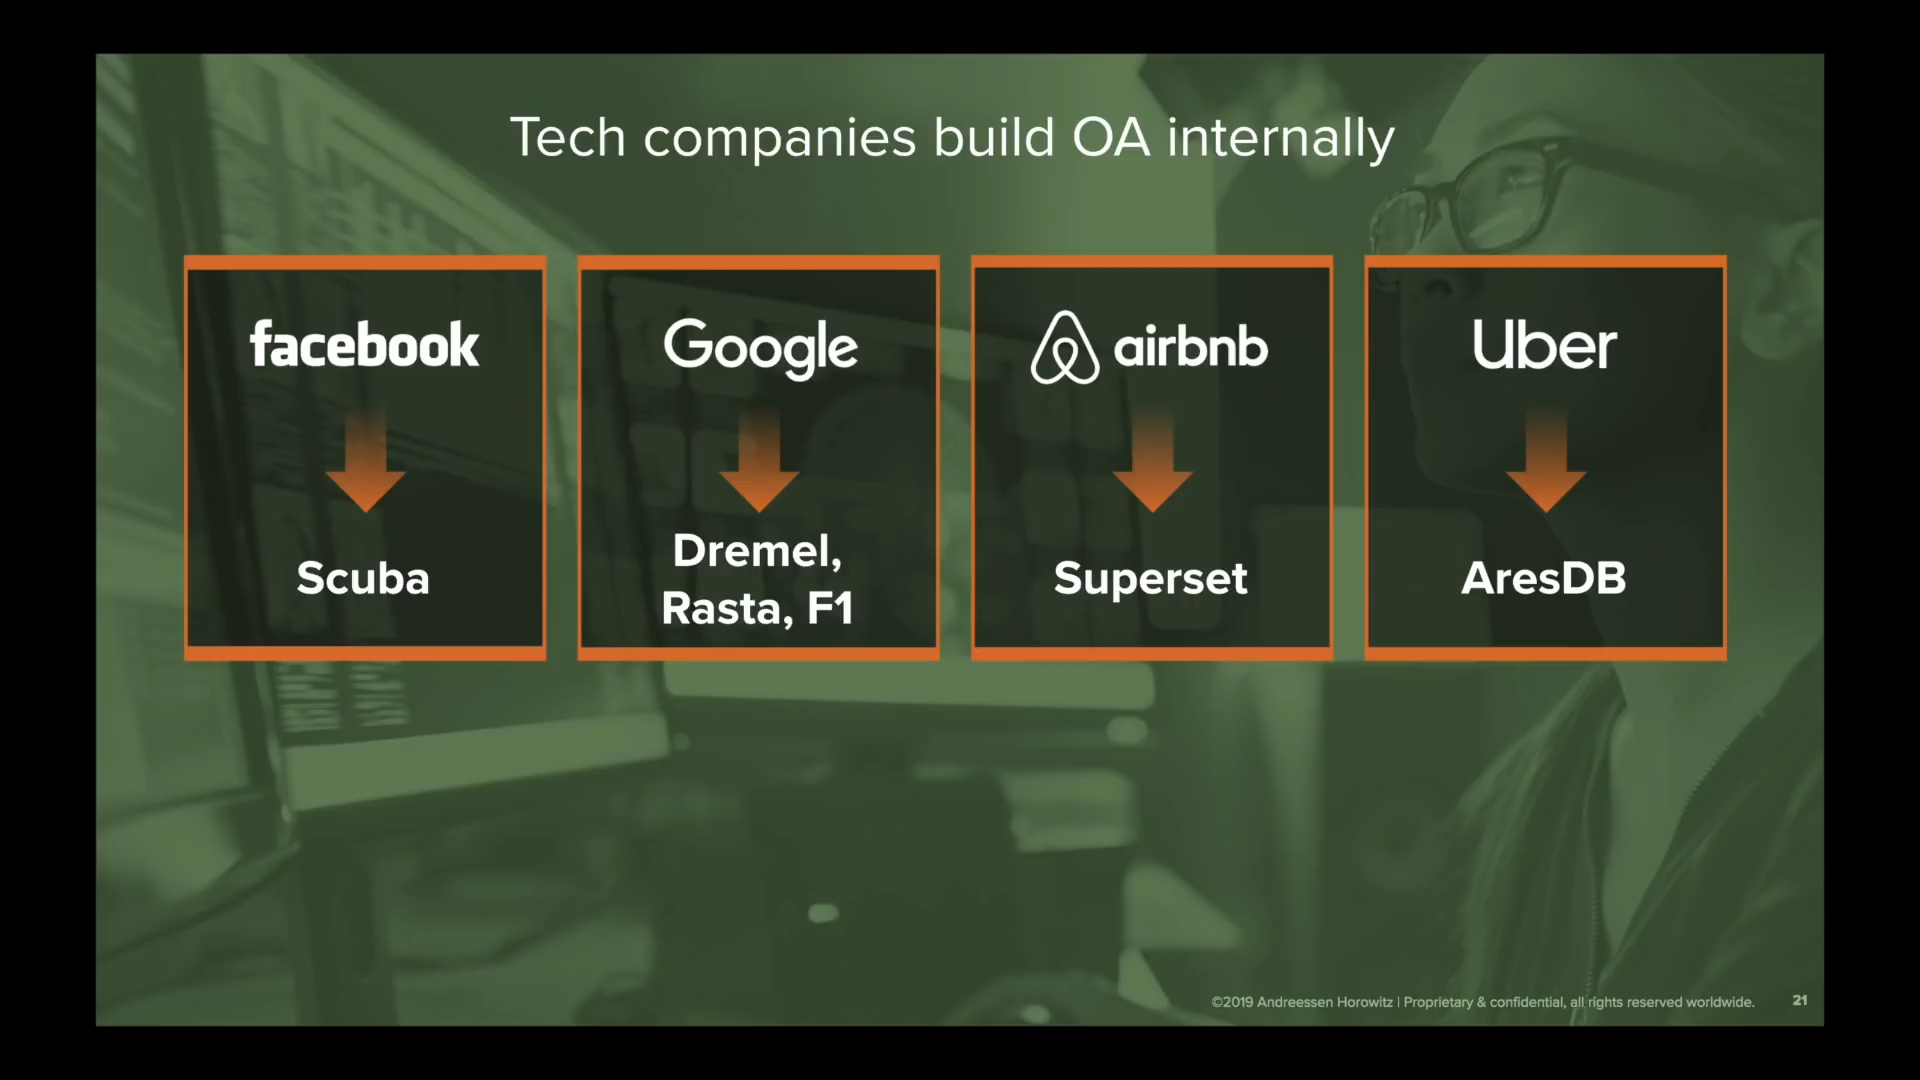 Tech companies build OA internally
facebook
Scuba
Google
Dremel,
Rasta, F1
airbnb
Superset
Uber
AresDB
©2019 Andreessen Horowitz | Proprietary & confidential, all rights reserved worldwide.
21